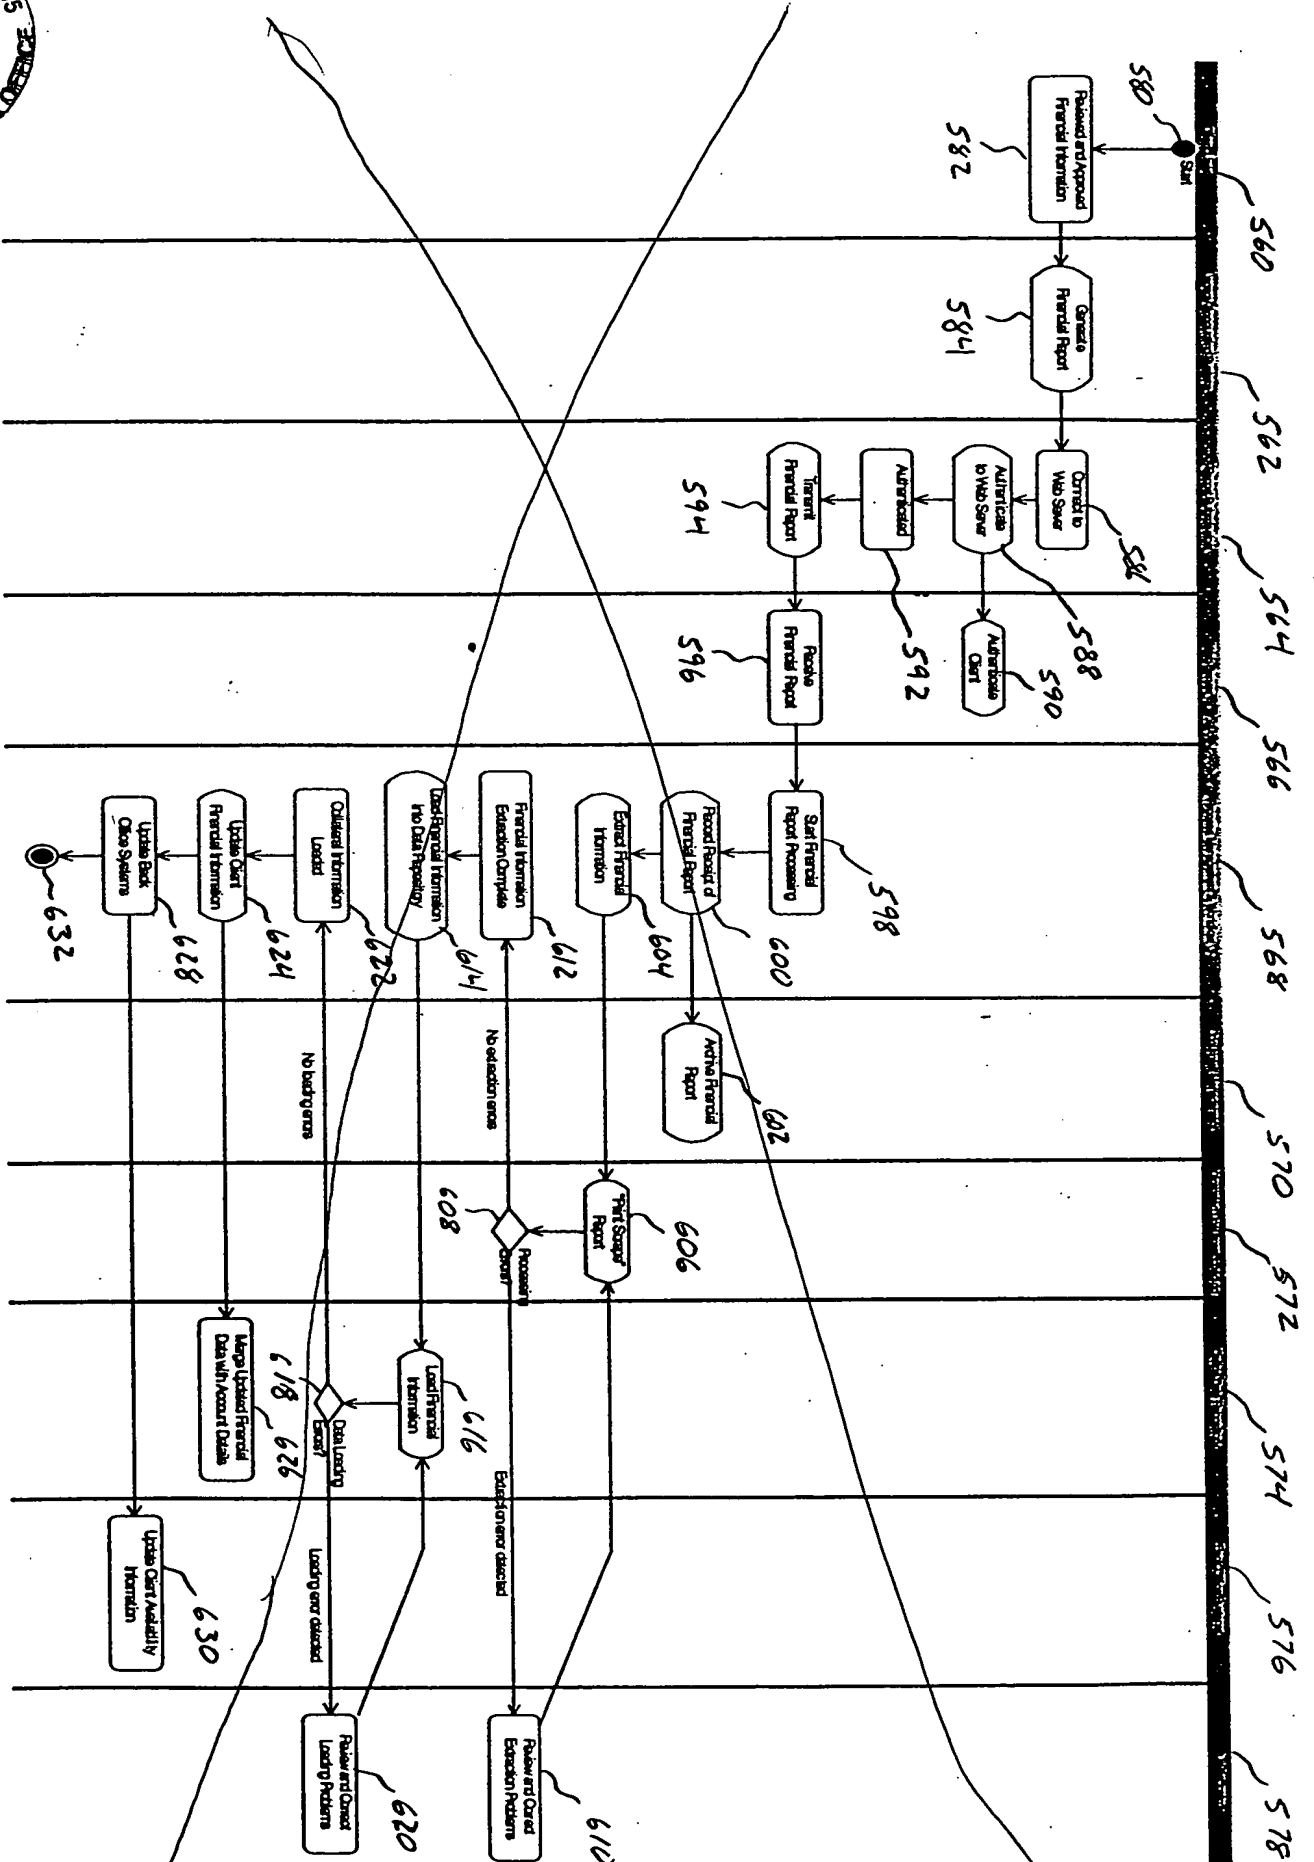 560
562
564
566
568
570
572
574
576
578
580
Start
Reviewed and Approved
Financial Information
582
Generate
Financial Report
584
Connect to
Web Server
586
Authenticate
to Web Server
588
Authenticate
Client
590
Authenticated
592
Transmit
Financial Report
594
Receive
Financial Report
596
Start Financial
Report Processing
598
Record Receipt of
Financial Report
600
Archive Financial
Report
602
Extract Financial
Information
604
"Print Scrape"
Report
606
Processing
Errors?
608
Extraction error detected
Review and Correct
Extraction Problems
610
No extraction errors
Financial Information
Extraction Complete
612
Load Financial Information
Into Data Repository
614
Load Financial
Information
616
Data Loading
Errors?
618
Loading error detected
Review and Correct
Loading Problems
620
No loading errors
Collateral Information
Loaded
622
Update Client
Financial Information
624
Merge Updated Financial
Data with Account Details
626
Update Back
Office Systems
628
Update Client Availability
Information
630
632
OFFICE